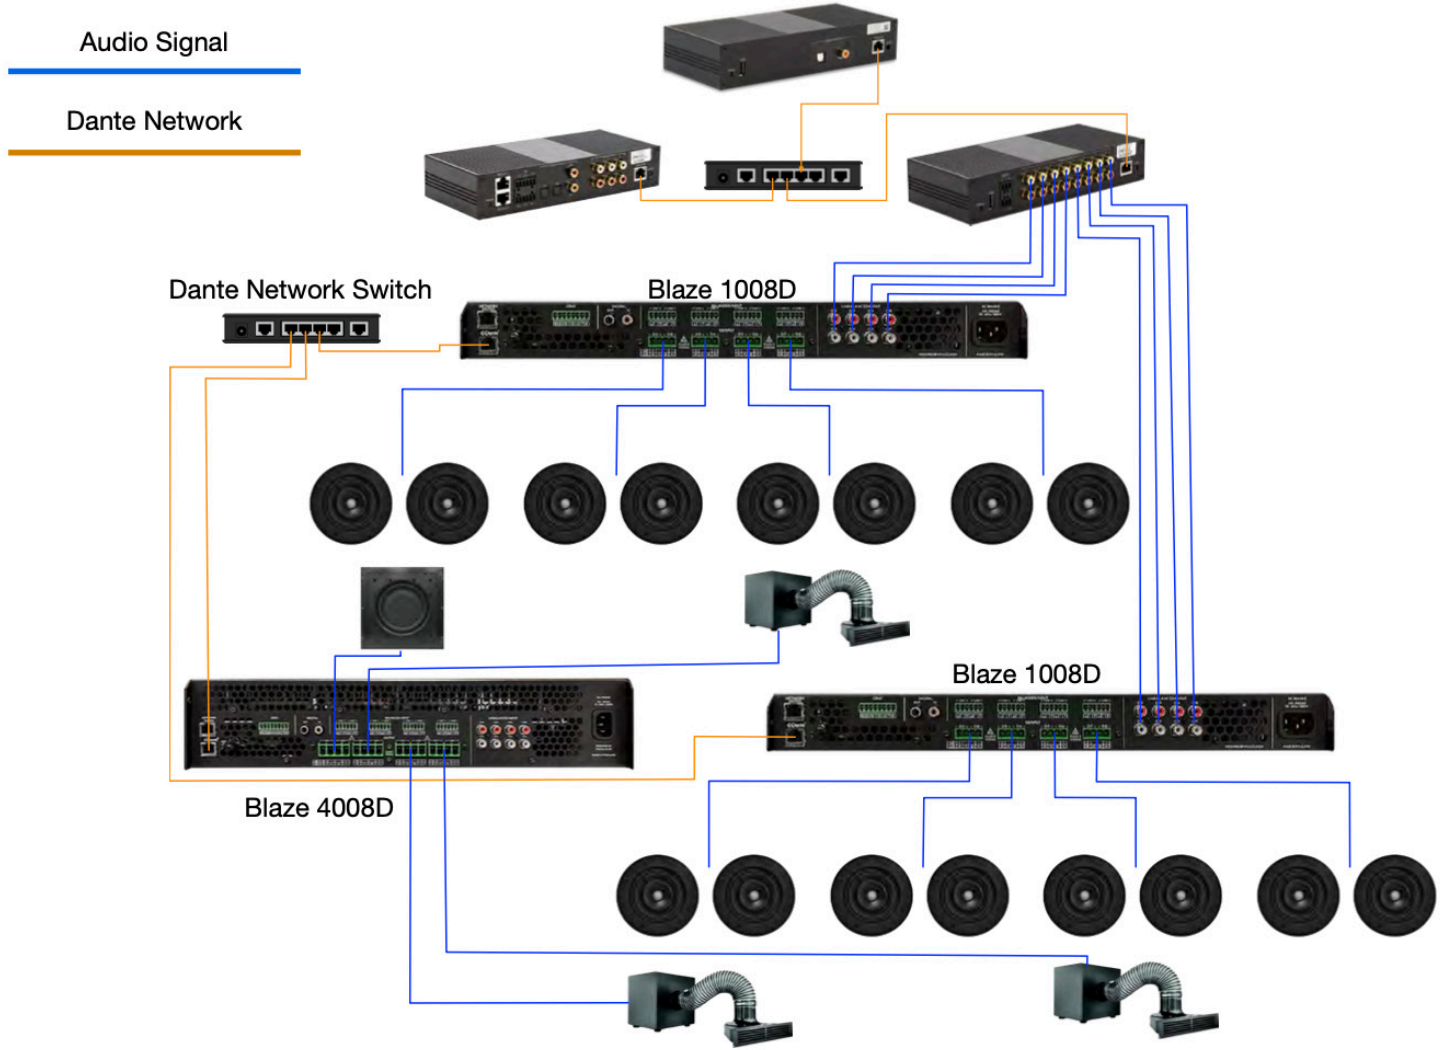 Audio Signal
Dante Network
Dante Network Switch
Blaze 1008D
Blaze 1008D
Blaze 4008D